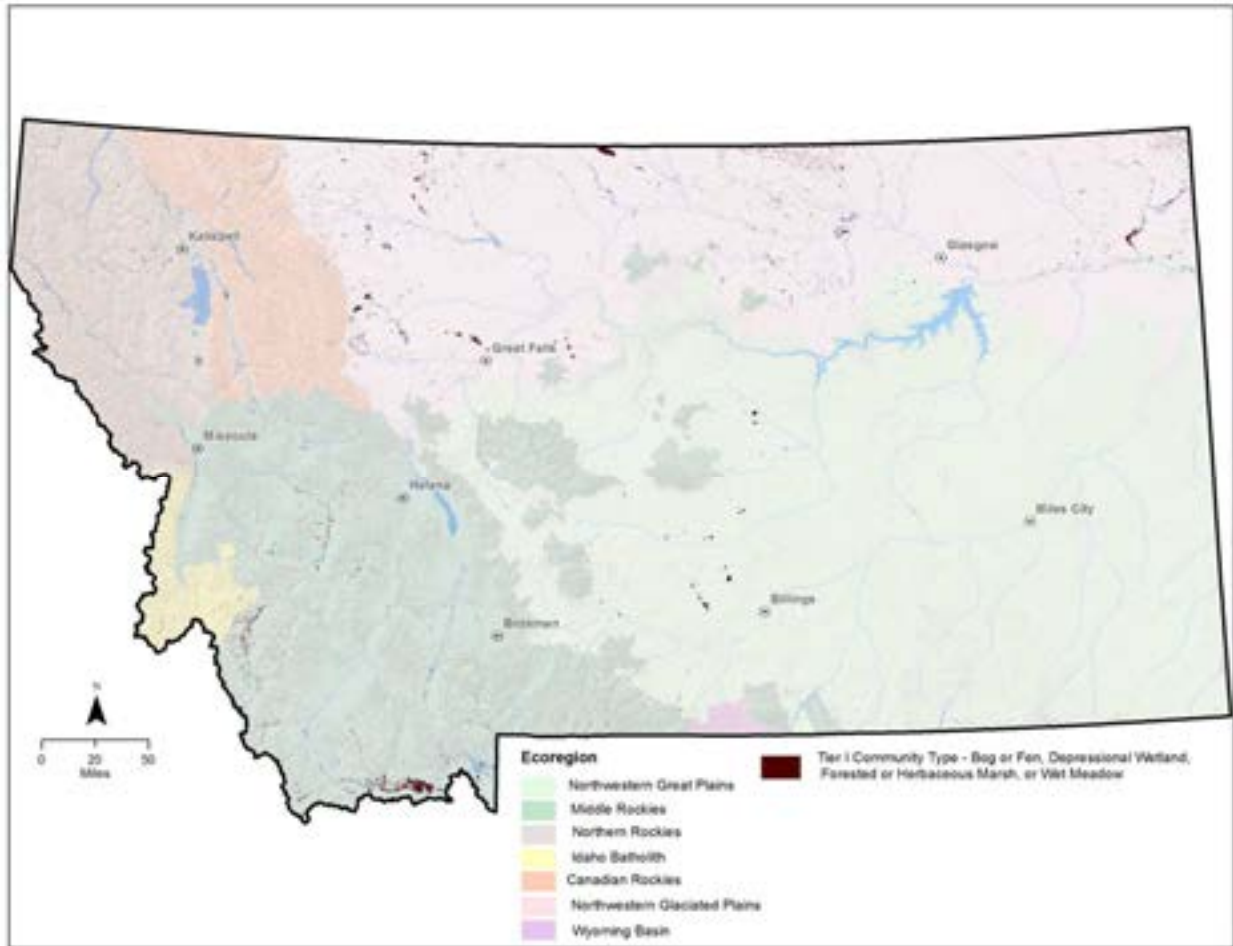 Kalispell
Glasgow
Great Falls
Missoula
Helena
Miles City
Billings
Bozeman
N
0 25 50
Miles
Ecoregion
Northwestern Great Plains
Middle Rockies
Northern Rockies
Idaho Batholith
Canadian Rockies
Northwestern Glaciated Plains
Wyoming Basin
Tier I Community Type - Bog or Fen, Depressional Wetland,
Forested or Herbaceous Marsh, or Wet Meadow